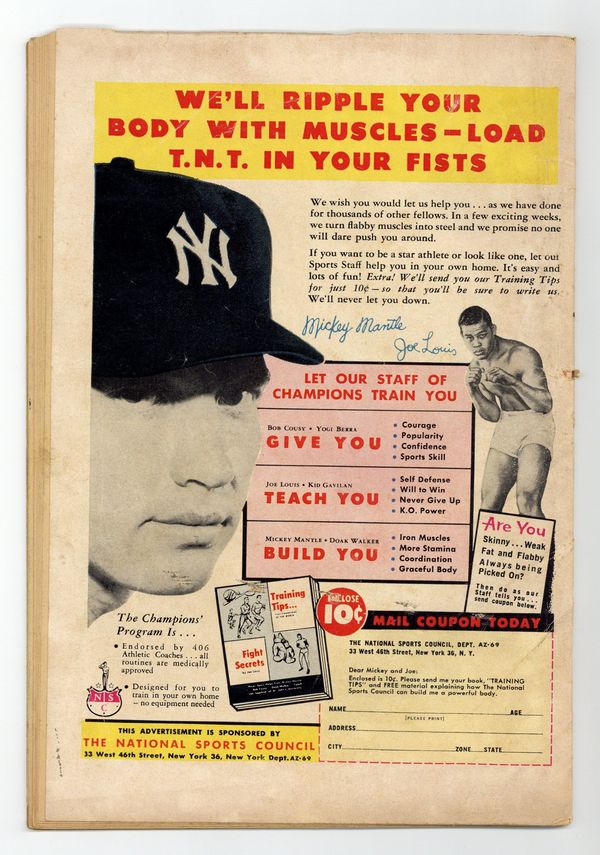 WE'LL RIPPLE YOUR
BODY WITH MUSCLES—LOAD
T.N.T. IN YOUR FISTS
NY
We wish you would let us help you . . . as we have done
for thousands of other fellows. In a few exciting weeks,
we turn flabby muscles into steel and we promise no one
will dare push you around.
If you want to be a star athlete or look like one, let our
Sports Staff help you in your own home. It's easy and
lots of fun! Extra! We'll send you our Training Tips
for just 10¢—so that you'll be sure to write us.
We'll never let you down.
Mickey Mantle
Joe Louis
LET OUR STAFF OF
CHAMPIONS TRAIN YOU
BOB COUSY • YOGI BERRA
GIVE YOU
• Courage
• Popularity
• Confidence
• Sports Skill
JOE LOUIS • KID GAVILAN
TEACH YOU
• Self Defense
• Will to Win
• Never Give Up
• K.O. Power
MICKEY MANTLE • DOAK WALKER
BUILD YOU
• Iron Muscles
• More Stamina
• Coordination
• Graceful Body
Are You
Skinny . . . Weak
Fat and Flabby
Always being
Picked On?
Then do as our
Staff tells you . . .
send coupon below.
The Champions'
Program Is . . .
• Endorsed by 406
Athletic Coaches . . . all
routines are medically
approved
• Designed for you to
train in your own home
— no equipment needed
NSC
Training
Tips...
Fight
Secrets
ENCLOSE
10¢
MAIL COUPON TODAY
THE NATIONAL SPORTS COUNCIL, DEPT. AZ-69
33 West 46th Street, New York 36, N. Y.
Dear Mickey and Joe:
Enclosed is 10¢. Please send me your book, "TRAINING
TIPS" and FREE material explaining how The National
Sports Council can build me a powerful body.
NAME AGE
(PLEASE PRINT)
ADDRESS
CITY ZONE STATE
THIS ADVERTISEMENT IS SPONSORED BY
THE NATIONAL SPORTS COUNCIL
33 West 46th Street, New York 36, New York Dept. AZ-69